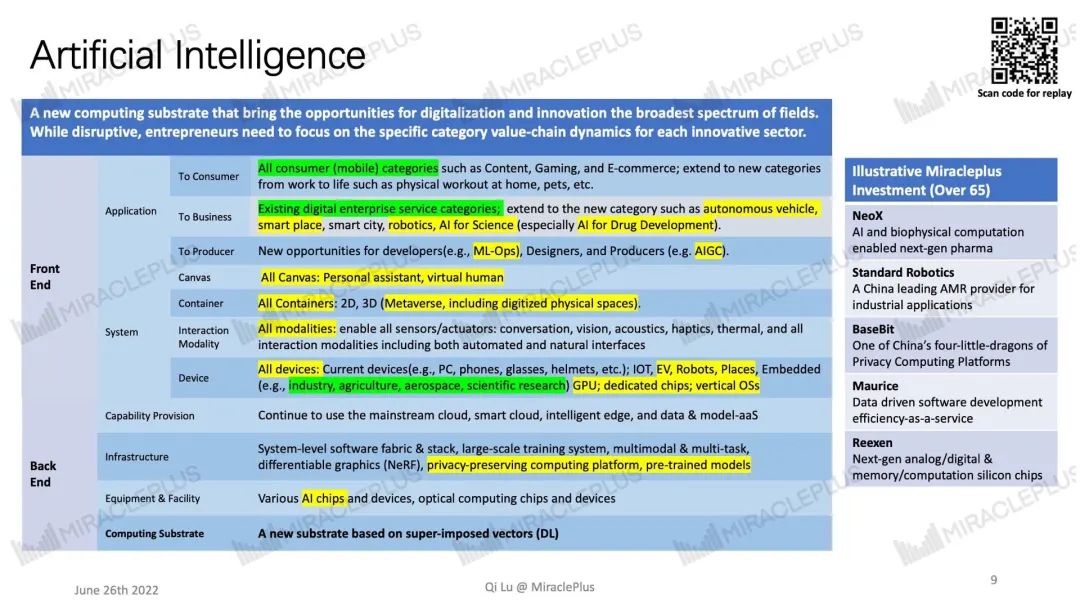 Artificial Intelligence
Scan code for replay
A new computing substrate that bring the opportunities for digitalization and innovation the broadest spectrum of fields.
While disruptive, entrepreneurs need to focus on the specific category value-chain dynamics for each innovative sector.
Front
End
Application
To Consumer
All consumer (mobile) categories such as Content, Gaming, and E-commerce; extend to new categories
from work to life such as physical workout at home, pets, etc.
To Business
Existing digital enterprise service categories; extend to the new category such as autonomous vehicle,
smart place, smart city, robotics, AI for Science (especially AI for Drug Development).
To Producer
New opportunities for developers(e.g., ML-Ops), Designers, and Producers (e.g. AIGC).
System
Canvas
All Canvas: Personal assistant, virtual human
Container
All Containers: 2D, 3D (Metaverse, including digitized physical spaces).
Interaction
Modality
All modalities: enable all sensors/actuators: conversation, vision, acoustics, haptics, thermal, and all
interaction modalities including both automated and natural interfaces
Device
All devices: Current devices(e.g., PC, phones, glasses, helmets, etc.); IOT, EV, Robots, Places, Embedded
(e.g., industry, agriculture, aerospace, scientific research) GPU; dedicated chips; vertical OSs
Back
End
Capability Provision
Continue to use the mainstream cloud, smart cloud, intelligent edge, and data & model-aaS
Infrastructure
System-level software fabric & stack, large-scale training system, multimodal & multi-task,
differentiable graphics (NeRF), privacy-preserving computing platform, pre-trained models
Equipment & Facility
Various AI chips and devices, optical computing chips and devices
Computing Substrate
A new substrate based on super-imposed vectors (DL)
Illustrative Miracleplus
Investment (Over 65)
NeoX
AI and biophysical computation
enabled next-gen pharma
Standard Robotics
A China leading AMR provider for
industrial applications
BaseBit
One of China's four-little-dragons of
Privacy Computing Platforms
Maurice
Data driven software development
efficiency-as-a-service
Reexen
Next-gen analog/digital &
memory/computation silicon chips
June 26th 2022
Qi Lu @ MiraclePlus
9
MIRACLEPLUS